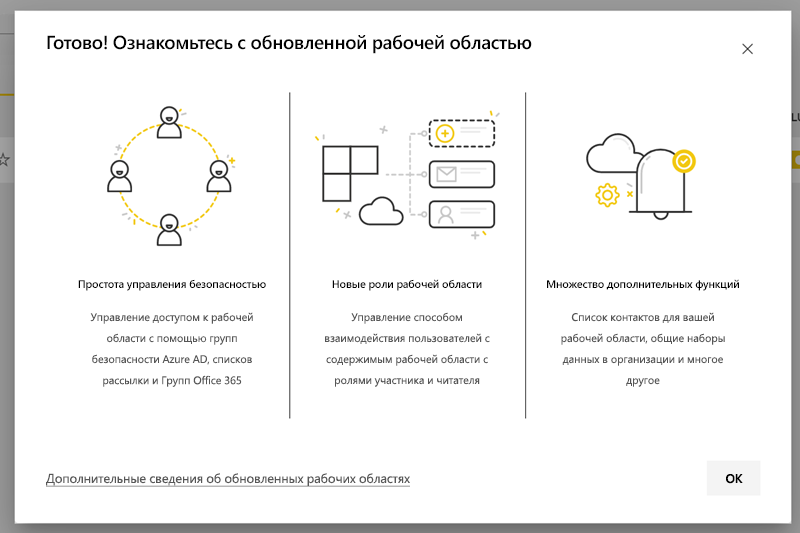 Готово! Ознакомьтесь с обновленной рабочей областью
Простота управления безопасностью
Управление доступом к рабочей
области с помощью групп
безопасности Azure AD, списков
рассылки и Групп Office 365
Новые роли рабочей области
Управление способом
взаимодействия пользователей с
содержимым рабочей области с
ролями участника и читателя
Множество дополнительных функций
Список контактов для вашей
рабочей области, общие наборы
данных в организации и многое
другое
Дополнительные сведения об обновленных рабочих областях
ОК